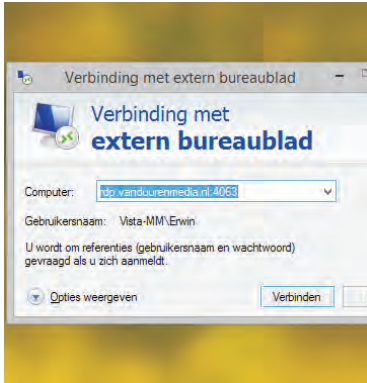 Verbinding met extern bureaublad
Verbinding met
extern bureaublad
Computer: rdp.vanduurenmedia.nl:4063
Gebruikersnaam: Vista-MM\Erwin
U wordt om referenties (gebruikersnaam en wachtwoord)
gevraagd als u zich aanmeldt.
Opties weergeven Verbinden